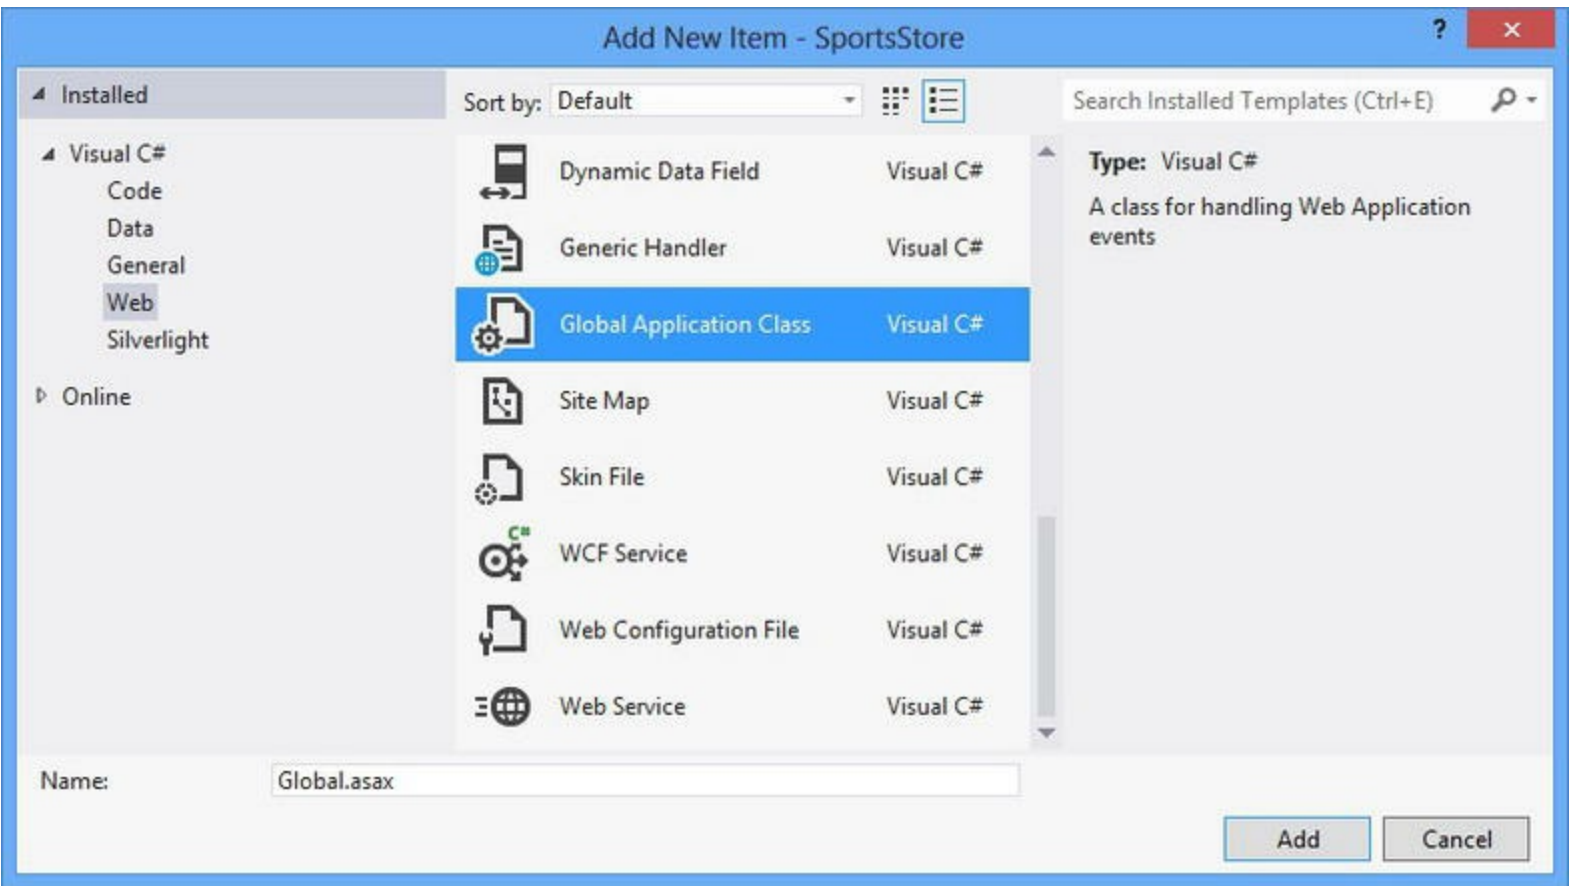 Add New Item - SportsStore
?
Installed
Sort by: Default
Search Installed Templates (Ctrl+E)
Visual C#
Code
Data
General
Web
Silverlight
Online
Dynamic Data Field Visual C#
Generic Handler Visual C#
Global Application Class Visual C#
Site Map Visual C#
Skin File Visual C#
C#
WCF Service Visual C#
Web Configuration File Visual C#
Web Service Visual C#
Type: Visual C#
A class for handling Web Application
events
Name: Global.asax
Add Cancel